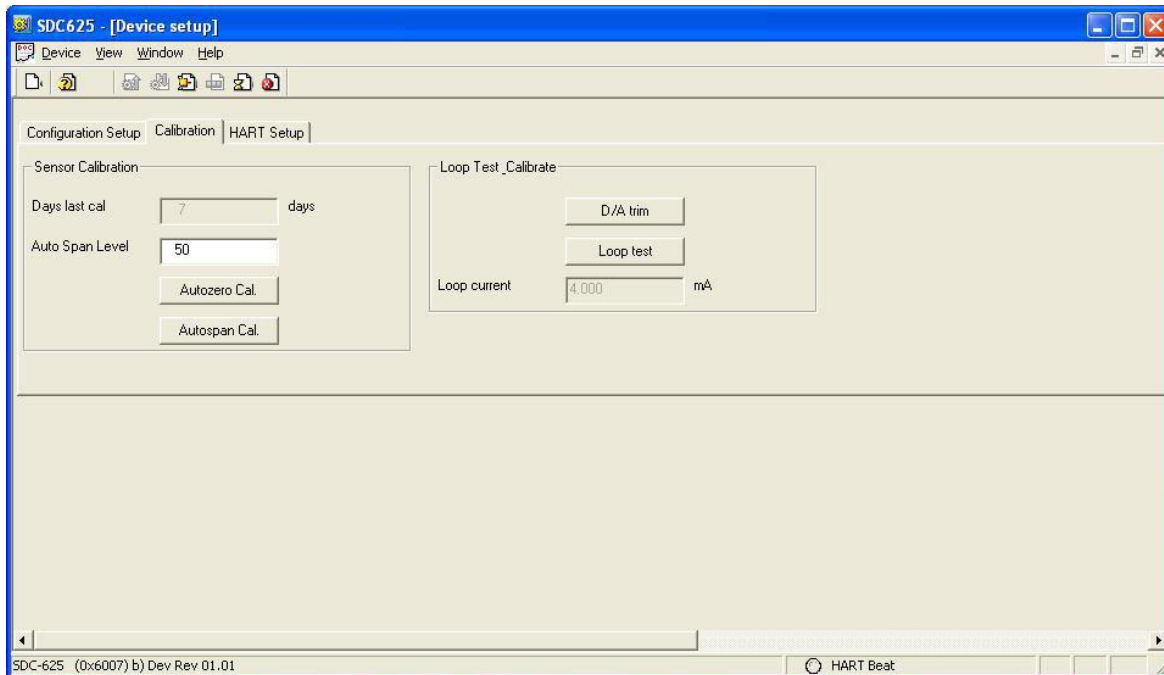 SDC625 - [Device setup]
Device View Window Help
Configuration Setup Calibration HART Setup
Sensor Calibration
Days last cal 7 days
Auto Span Level 50
Autozero Cal.
Autospan Cal.
Loop Test_Calibrate
D/A trim
Loop test
Loop current 4.000 mA
SDC-625 (0x6007) b) Dev Rev 01.01
HART Beat